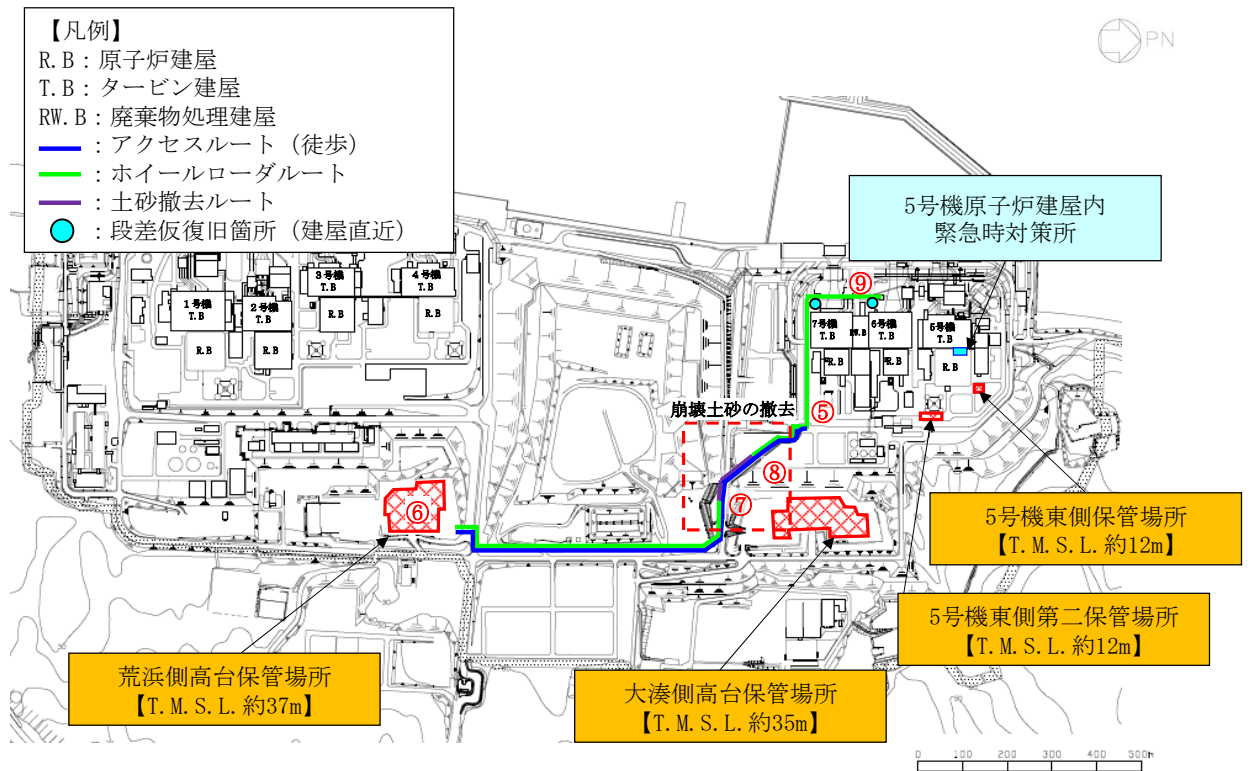 【凡例】
R.B：原子炉建屋
T.B：タービン建屋
RW.B：廃棄物処理建屋
：アクセスルート（徒歩）
：ホイールローダルート
：土砂撤去ルート
：段差仮復旧箇所（建屋直近）
PN
5号機原子炉建屋内
緊急時対策所
1号機
T.B
R.B
2号機
T.B
R.B
3号機
T.B
R.B
4号機
T.B
R.B
⑨
7号機
T.B
R.B
RW.B
6号機
T.B
R.B
5号機
T.B
R.B
崩壊土砂の撤去
⑤
⑧
⑦
⑥
5号機東側保管場所
【T.M.S.L.約12m】
5号機東側第二保管場所
【T.M.S.L.約12m】
荒浜側高台保管場所
【T.M.S.L.約37m】
大湊側高台保管場所
【T.M.S.L.約35m】
0 100 200 300 400 500m